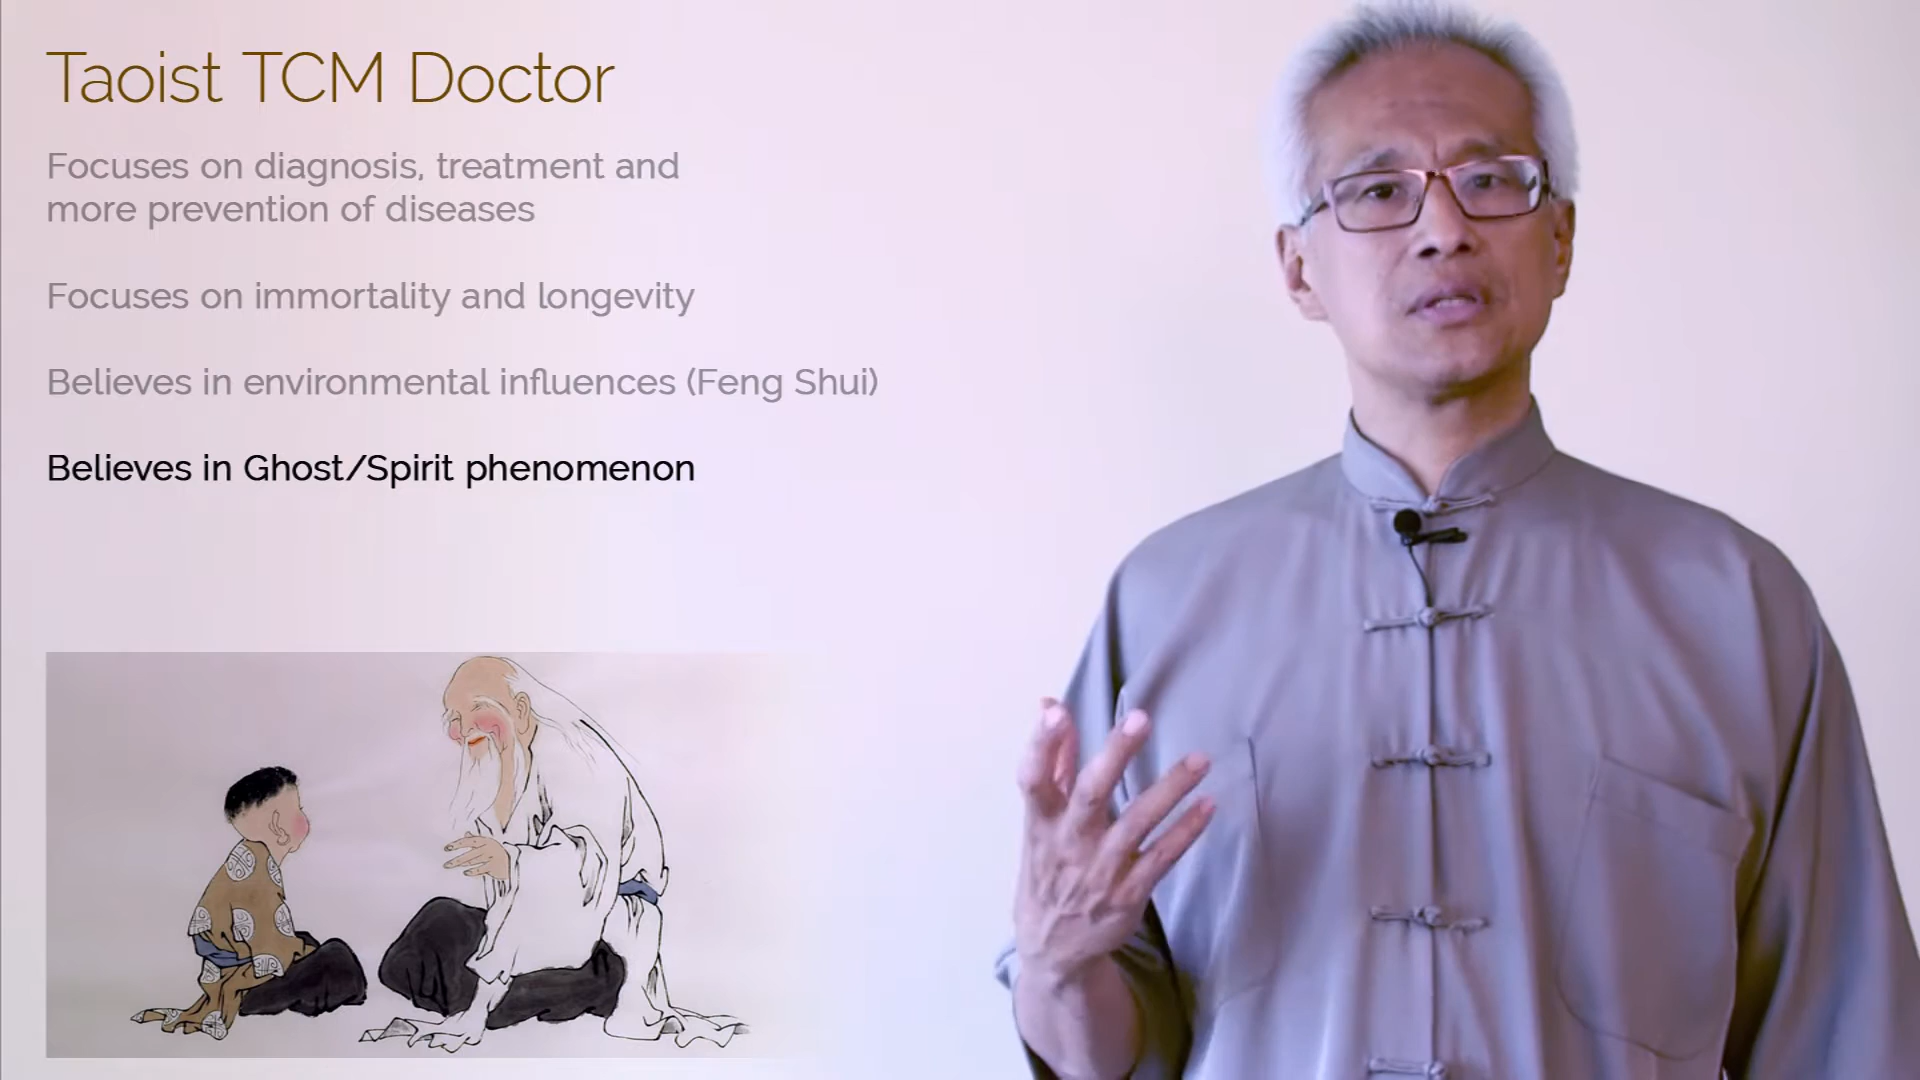 Taoist TCM Doctor
Focuses on diagnosis, treatment and
more prevention of diseases
Focuses on immortality and longevity
Believes in environmental influences (Feng Shui)
Believes in Ghost/Spirit phenomenon